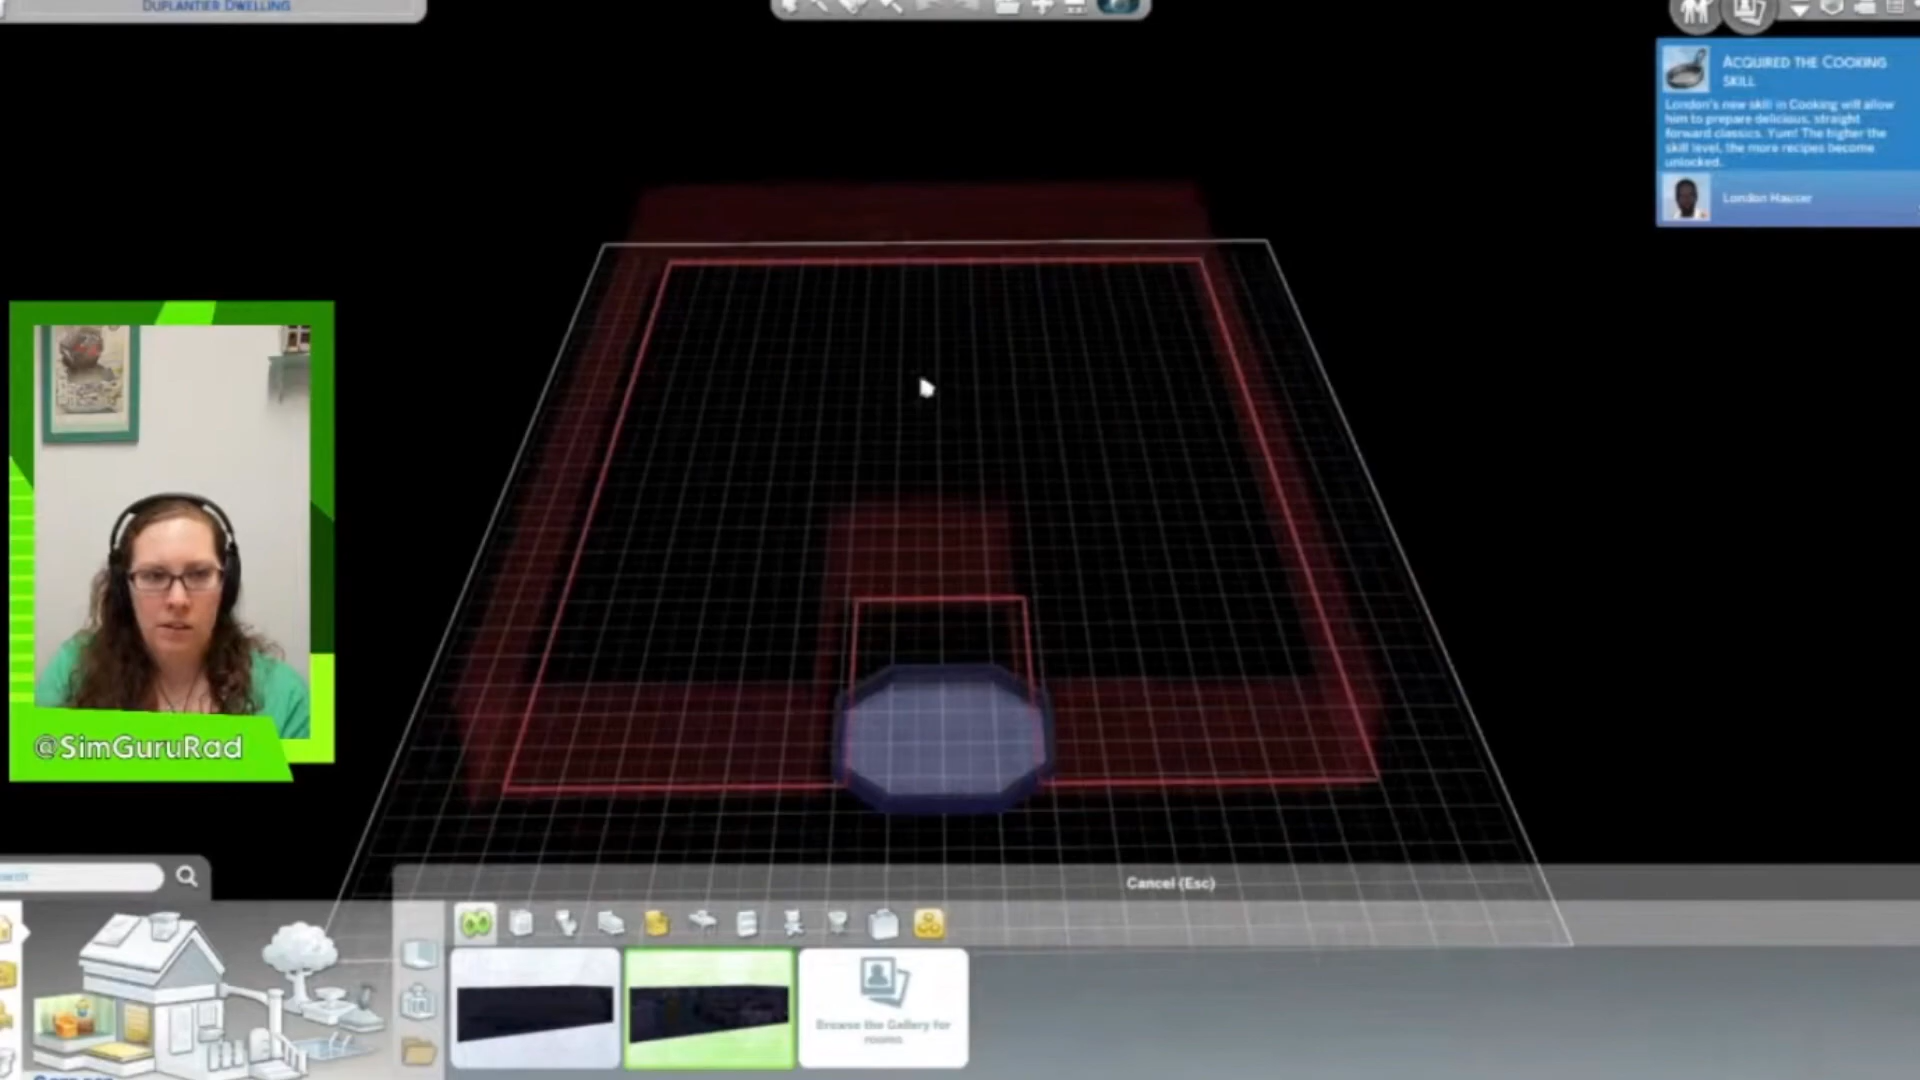 DUPLANTIER DWELLING
ACQUIRED THE COOKING
SKILL
London's new skill in Cooking will allow
him to prepare delicious, straight
forward classics. Yum! The higher the
skill level, the more recipes become
unlocked.
London Hauser
@SimGuruRad
Cancel (Esc)
Browse the Gallery for
rooms